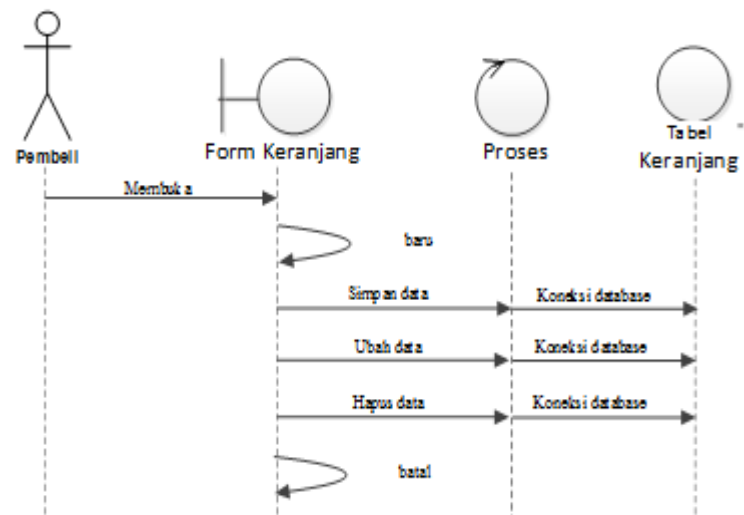 Pembeli
Form Keranjang
Proses
Tabel
Keranjang
Membuka
baru
Simpan data
Koneksi database
Ubah data
Koneksi database
Hapus data
Koneksi database
batal